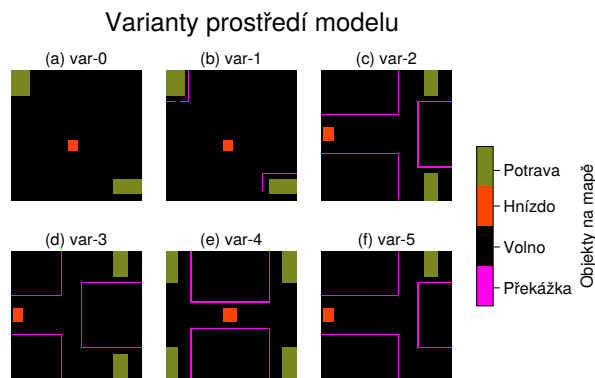 Varianty prostředí modelu
(a) var-0
(b) var-1
(c) var-2
(d) var-3
(e) var-4
(f) var-5
Potrava
Hnízdo
Volno
Překážka
Objekty na mapě